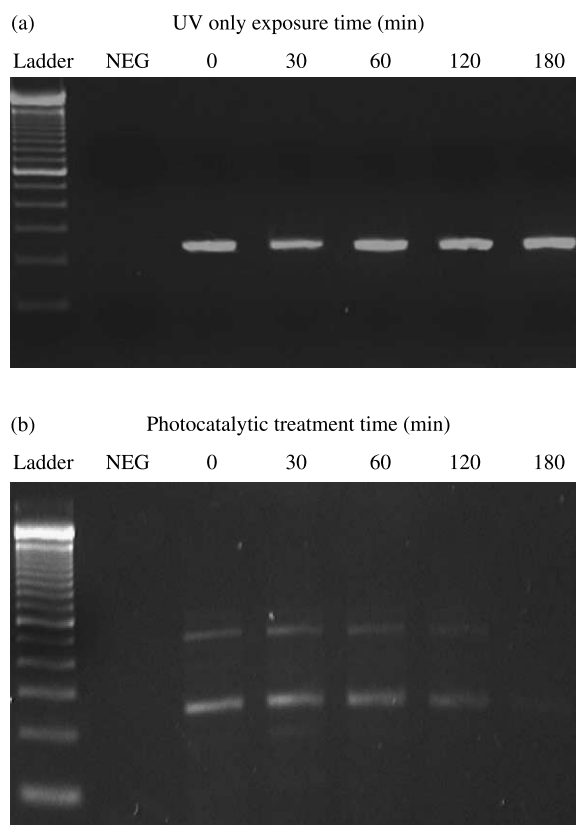 (a) UV only exposure time (min)
Ladder NEG 0 30 60 120 180
(b) Photocatalytic treatment time (min)
Ladder NEG 0 30 60 120 180